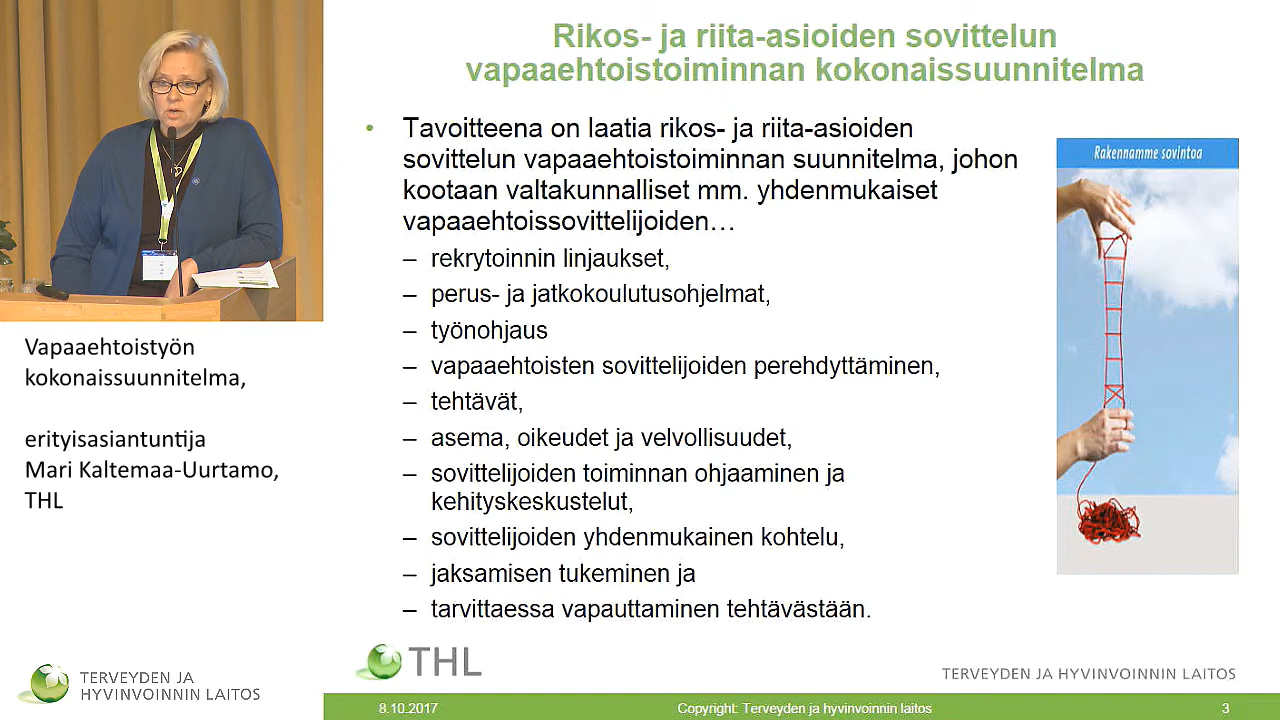 Rikos- ja riita-asioiden sovittelun
vapaaehtoistoiminnan kokonaissuunnitelma
• Tavoitteena on laatia rikos- ja riita-asioiden
sovittelun vapaaehtoistoiminnan suunnitelma, johon
kootaan valtakunnalliset mm. yhdenmukaiset
vapaaehtoissovittelijoiden…
– rekrytoinnin linjaukset,
– perus- ja jatkokoulutusohjelmat,
– työnohjaus
– vapaaehtoisten sovittelijoiden perehdyttäminen,
– tehtävät,
– asema, oikeudet ja velvollisuudet,
– sovittelijoiden toiminnan ohjaaminen ja
kehityskeskustelut,
– sovittelijoiden yhdenmukainen kohtelu,
– jaksamisen tukeminen ja
– tarvittaessa vapauttaminen tehtävästään.
Rakennamme sovintoa
Vapaaehtoistyön
kokonaissuunnitelma,
erityisasiantuntija
Mari Kaltemaa-Uurtamo,
THL
TERVEYDEN JA
HYVINVOINNIN LAITOS
THL
TERVEYDEN JA HYVINVOINNIN LAITOS
8.10.2017
Copyright: Terveyden ja hyvinvoinnin laitos
3